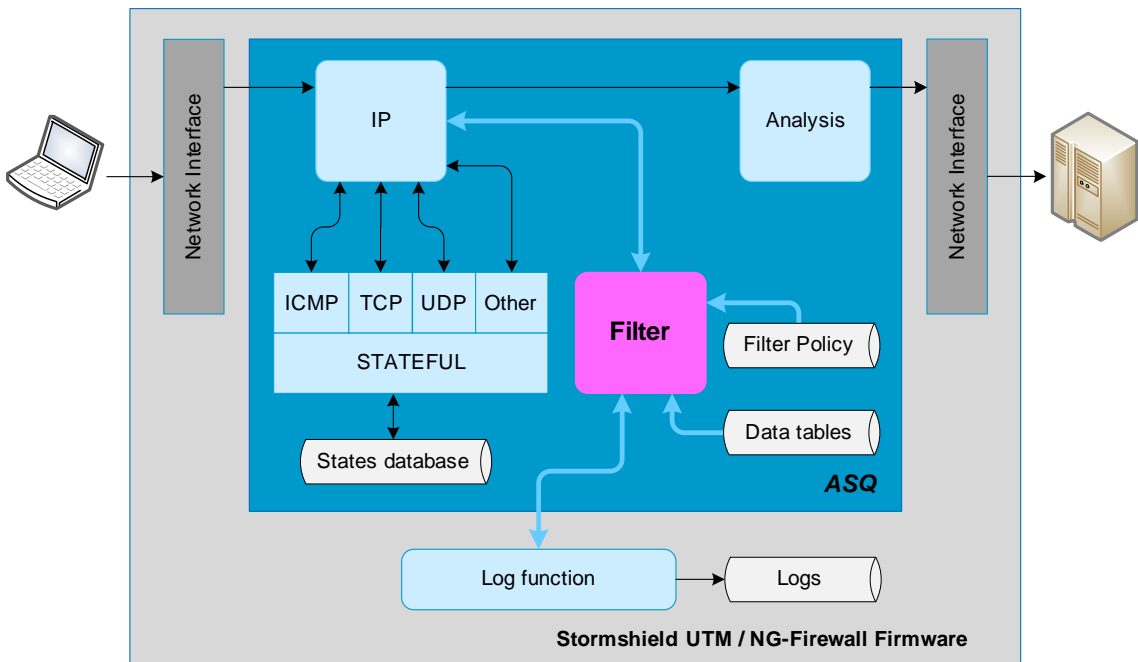 Network Interface
IP
Analysis
Network Interface
ICMP
TCP
UDP
Other
STATEFUL
States database
Filter
Filter Policy
Data tables
ASQ
Log function
Logs
Stormshield UTM / NG-Firewall Firmware